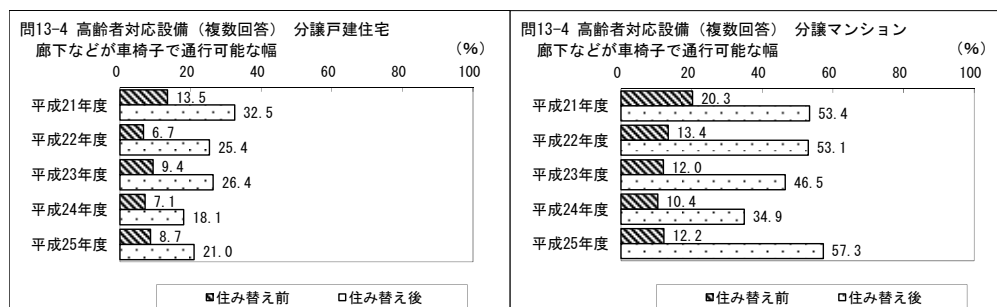 問13-4 高齢者対応設備（複数回答） 分譲戸建住宅
廊下などが車椅子で通行可能な幅 (%)
0 20 40 60 80 100
平成21年度 13.5 32.5
平成22年度 6.7 25.4
平成23年度 9.4 26.4
平成24年度 7.1 18.1
平成25年度 8.7 21.0
住み替え前 住み替え後
問13-4 高齢者対応設備（複数回答） 分譲マンション
廊下などが車椅子で通行可能な幅 (%)
0 20 40 60 80 100
平成21年度 20.3 53.4
平成22年度 13.4 53.1
平成23年度 12.0 46.5
平成24年度 10.4 34.9
平成25年度 12.2 57.3
住み替え前 住み替え後